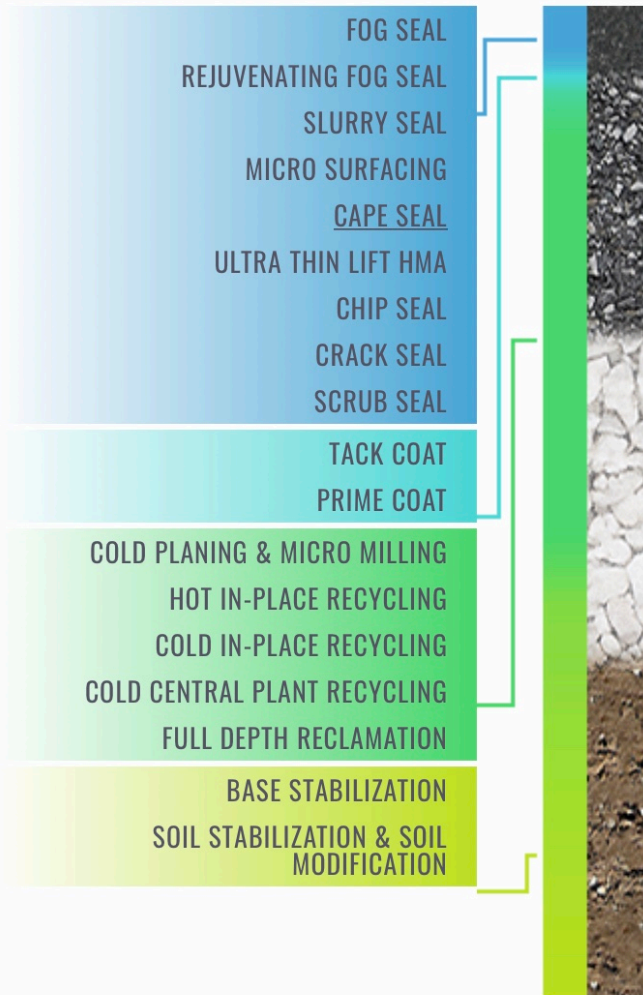 FOG SEAL
REJUVENATING FOG SEAL
SLURRY SEAL
MICRO SURFACING
CAPE SEAL
ULTRA THIN LIFT HMA
CHIP SEAL
CRACK SEAL
SCRUB SEAL
TACK COAT
PRIME COAT
COLD PLANING & MICRO MILLING
HOT IN-PLACE RECYCLING
COLD IN-PLACE RECYCLING
COLD CENTRAL PLANT RECYCLING
FULL DEPTH RECLAMATION
BASE STABILIZATION
SOIL STABILIZATION & SOIL
MODIFICATION